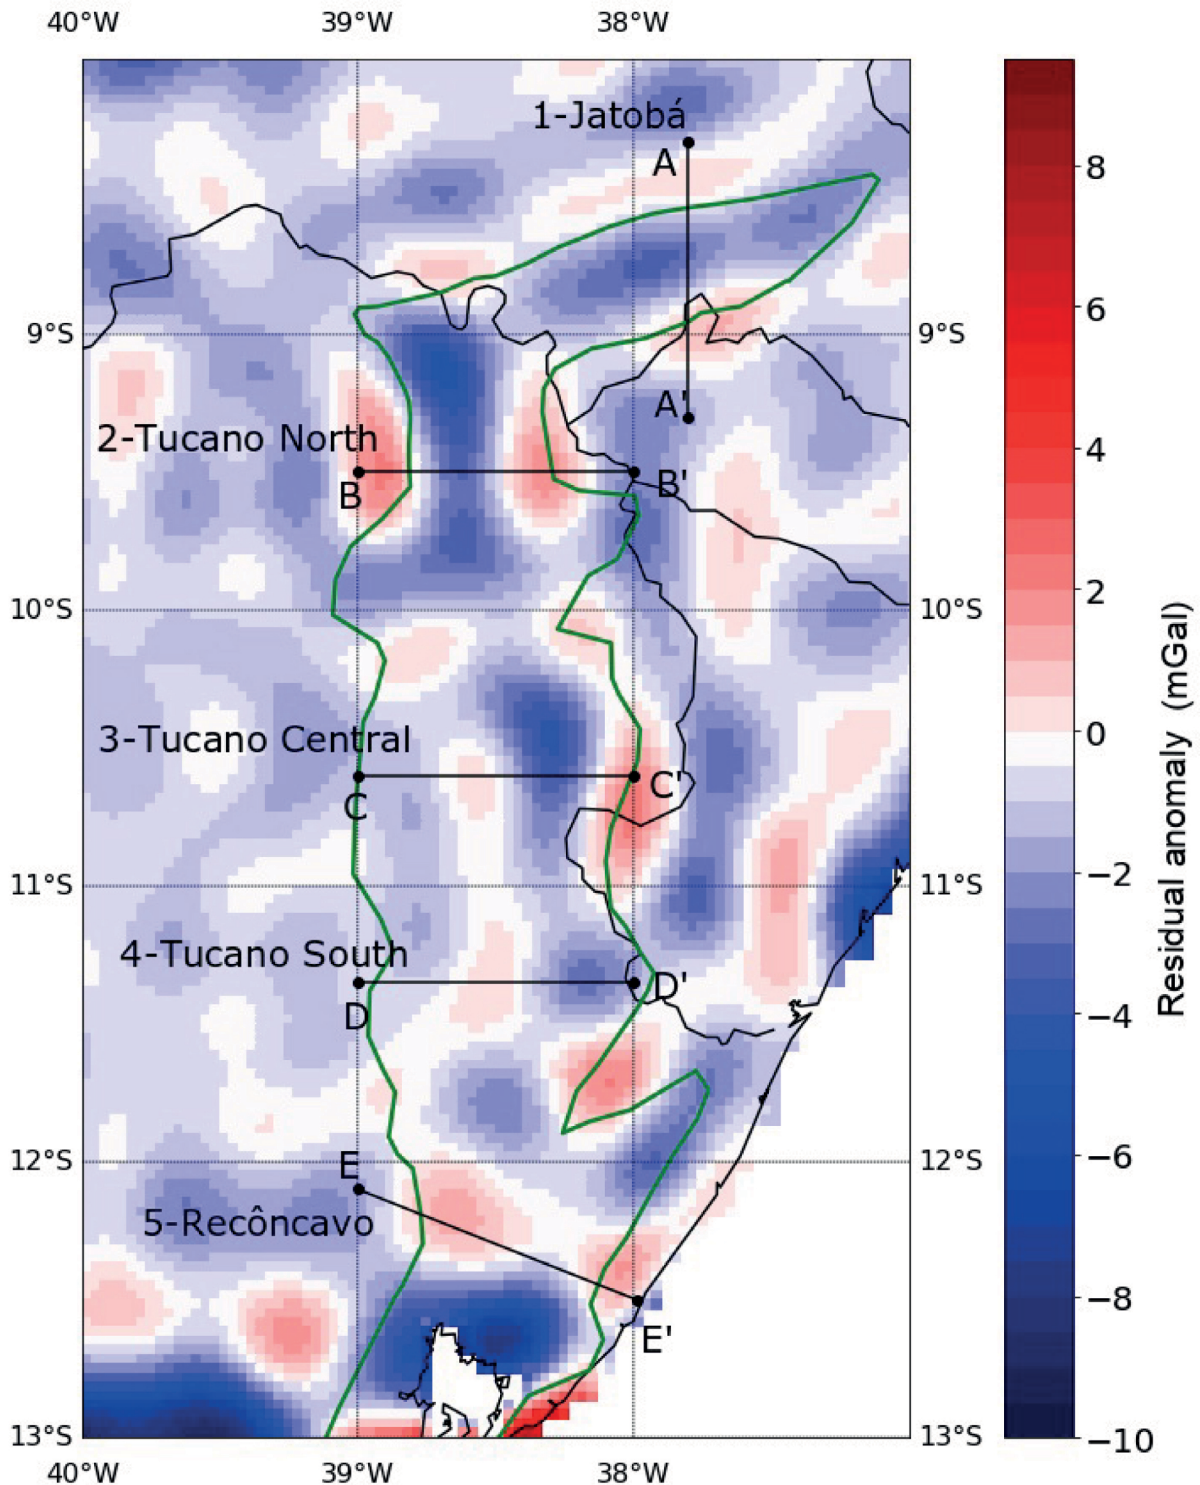 40°W 39°W 38°W
1-Jatobá
A
8
6
9°S 9°S
A'
2-Tucano North
4
B B'
2
10°S 10°S
0
3-Tucano Central
C C'
−2
11°S 11°S
4-Tucano South
D D'
−4
12°S 12°S
−6
E
5-Recôncavo
−8
E'
13°S 13°S
−10
40°W 39°W 38°W
Residual anomaly (mGal)